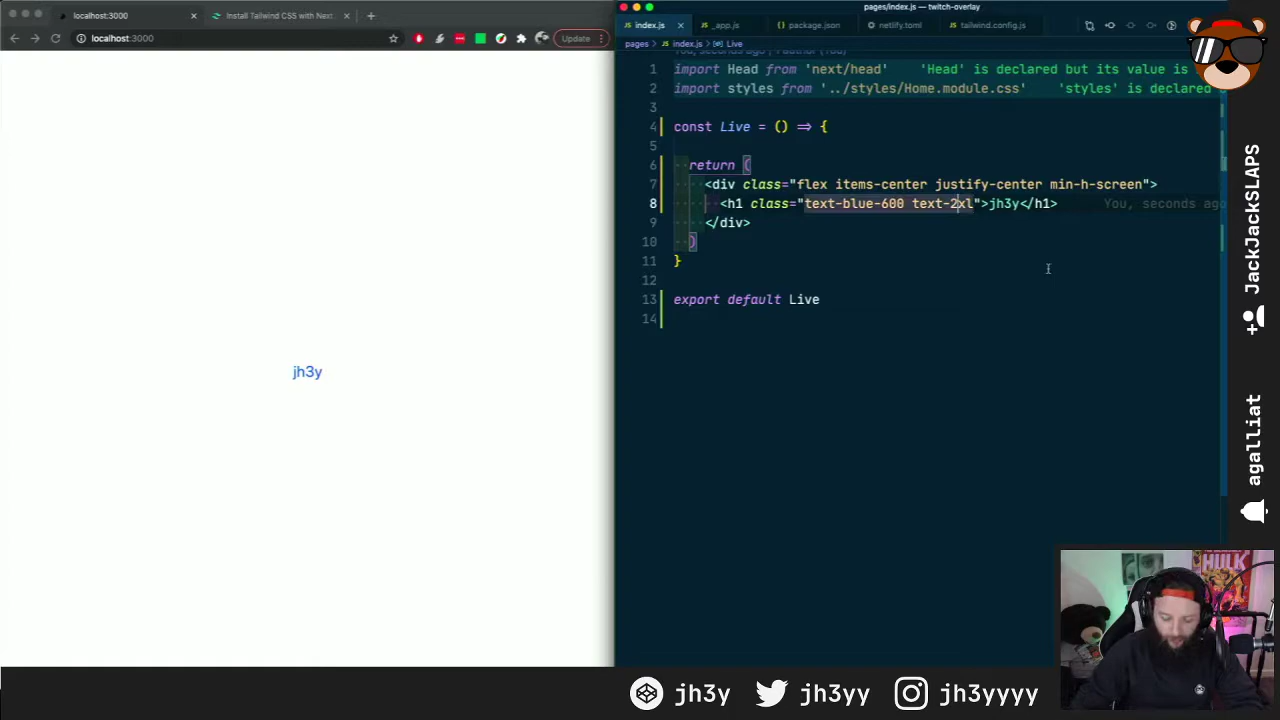 localhost:3000
Install Tailwind CSS with Next
localhost:3000
Update
jh3y
pages/index.js — twitch-overlay
index.js
_app.js
package.json
netlify.toml
tailwind.config.js
pages > index.js > Live
1 import Head from 'next/head' 'Head' is declared but its value is
2 import styles from '../styles/Home.module.css' 'styles' is declared
3
4 const Live = () => {
5
6 return (
7 <div class="flex items-center justify-center min-h-screen">
8 <h1 class="text-blue-600 text-2xl">jh3y</h1> You, seconds ago
9 </div>
10 )
11 }
12
13 export default Live
14
JackJackSLAPS
agalliat
HULK
jh3y
jh3yy
jh3yyyy